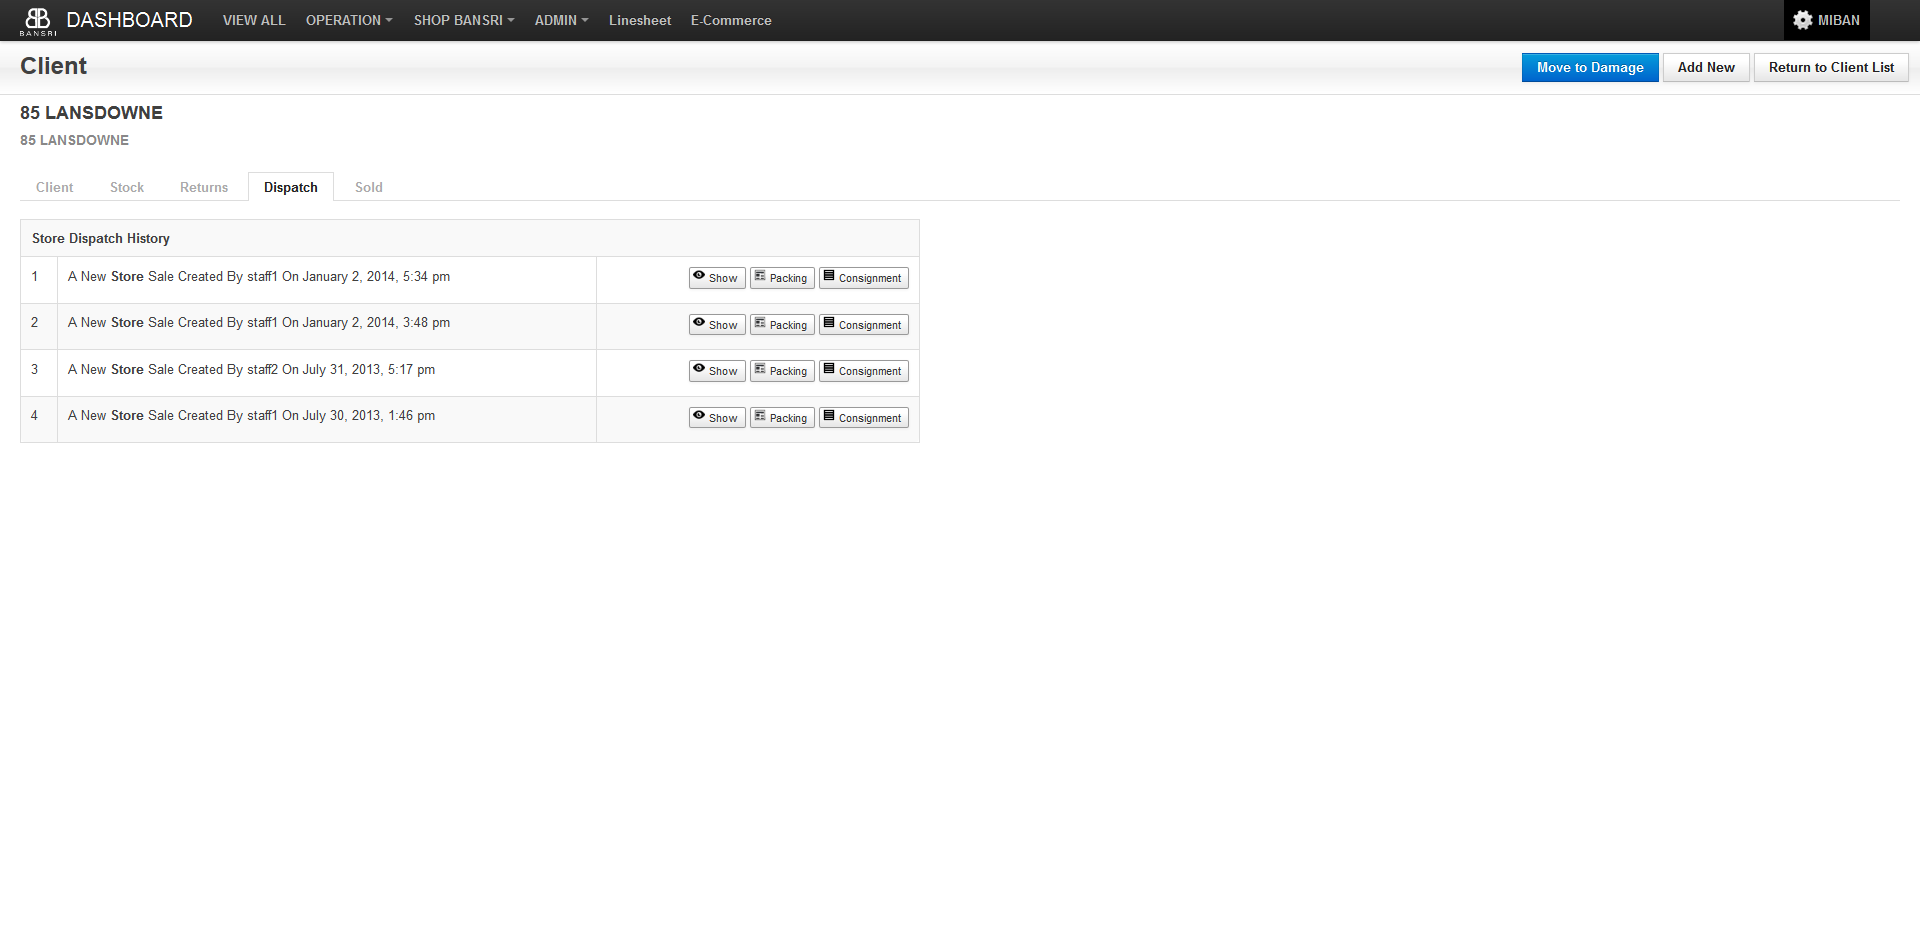 BANSRI DASHBOARD VIEW ALL OPERATION SHOP BANSRI ADMIN Linesheet E-Commerce MIBAN
Client Move to Damage Add New Return to Client List
85 LANSDOWNE
85 LANSDOWNE
Client Stock Returns Dispatch Sold
Store Dispatch History
1 A New Store Sale Created By staff1 On January 2, 2014, 5:34 pm Show Packing Consignment
2 A New Store Sale Created By staff1 On January 2, 2014, 3:48 pm Show Packing Consignment
3 A New Store Sale Created By staff2 On July 31, 2013, 5:17 pm Show Packing Consignment
4 A New Store Sale Created By staff1 On July 30, 2013, 1:46 pm Show Packing Consignment